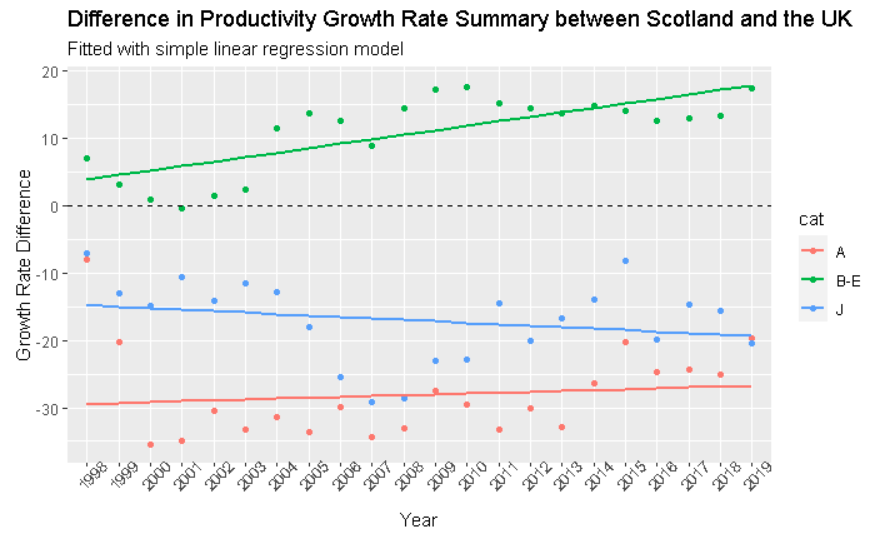 Difference in Productivity Growth Rate Summary between Scotland and the UK
Fitted with simple linear regression model
Growth Rate Difference
20
10
0
-10
-20
-30
1998 1999 2000 2001 2002 2003 2004 2005 2006 2007 2008 2009 2010 2011 2012 2013 2014 2015 2016 2017 2018 2019
Year
cat
A
B-E
J